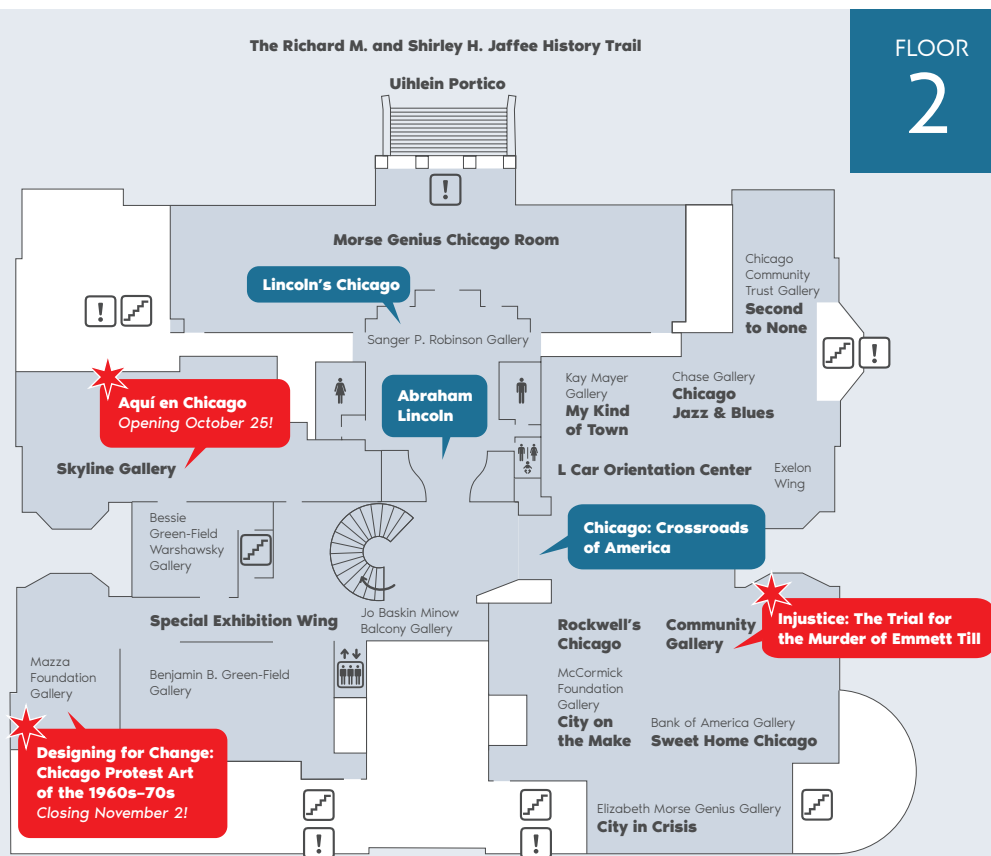 The Richard M. and Shirley H. Jaffee History Trail
FLOOR
2
Uihlein Portico
!
Morse Genius Chicago Room
Lincoln's Chicago
Sanger P. Robinson Gallery
!
Chicago
Community
Trust Gallery
Second
to None
!
Aquí en Chicago
Opening October 25!
Abraham
Lincoln
Kay Mayer
Gallery
My Kind
of Town
Chase Gallery
Chicago
Jazz & Blues
Skyline Gallery
L Car Orientation Center
Exelon
Wing
Bessie
Green-Field
Warshawsky
Gallery
Chicago: Crossroads
of America
Special Exhibition Wing
Jo Baskin Minow
Balcony Gallery
Rockwell's
Chicago
Community
Gallery
Injustice: The Trial for
the Murder of Emmett Till
Mazza
Foundation
Gallery
Benjamin B. Green-Field
Gallery
McCormick
Foundation
Gallery
City on
the Make
Bank of America Gallery
Sweet Home Chicago
Designing for Change:
Chicago Protest Art
of the 1960s–70s
Closing November 2!
Elizabeth Morse Genius Gallery
City in Crisis
!
!